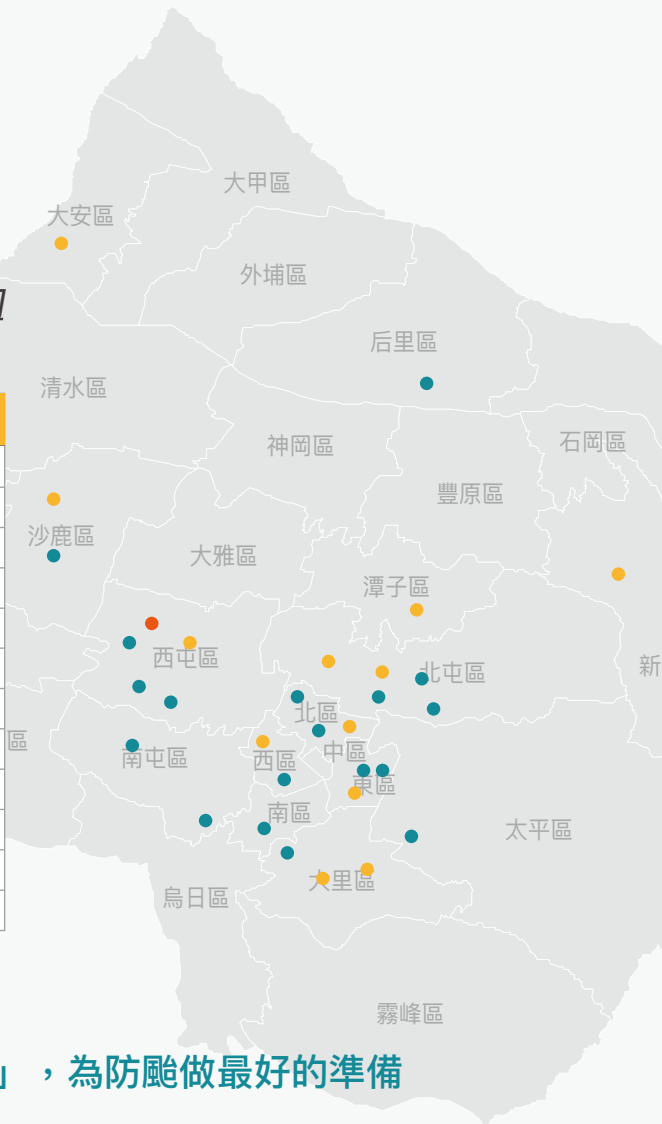 大甲區
大安區
外埔區
后里區
清水區
神岡區
石岡區
豐原區
沙鹿區
大雅區
潭子區
西屯區
北屯區
新
北區
區
中區
南屯區
西區
東區
南區
太平區
大里區
烏日區
霧峰區
」，為防颱做最好的準備